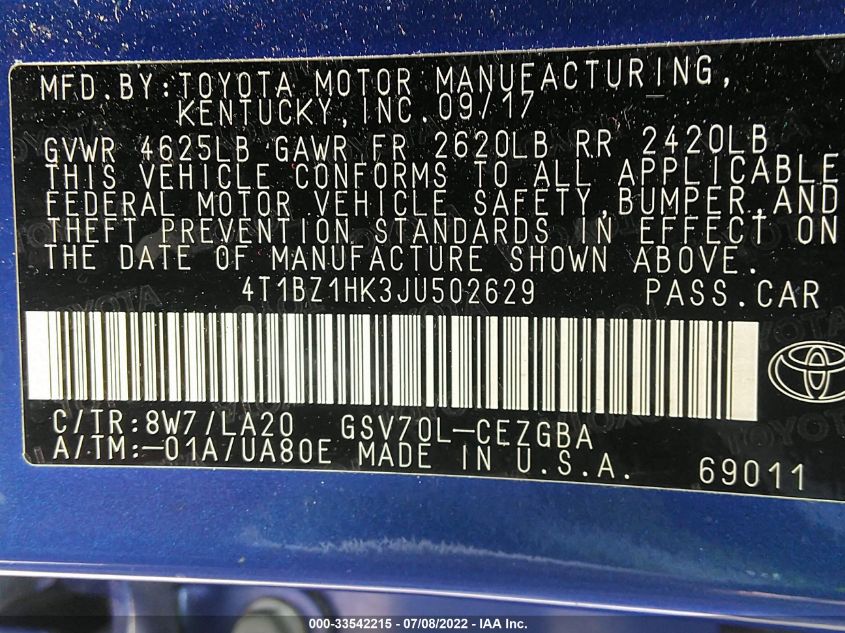 MFD.BY:TOYOTA MOTOR MANUFACTURING,
KENTUCKY,INC.09/17
GVWR 4625LB GAWR FR 2620LB RR 2420LB
THIS VEHICLE CONFORMS TO ALL APPLICABLE
FEDERAL MOTOR VEHICLE SAFETY,BUMPER,AND
THEFT PREVENTION STANDARDS IN EFFECT ON
THE DATE OF MANUFACTURE SHOWN ABOVE.
4T1BZ1HK3JU502629 PASS.CAR
C/TR:8W7/LA20 GSV70L-CEZGBA
A/TM:-01A/UA80E MADE IN U.S.A. 69011
000-33542215 - 07/08/2022 - IAA Inc.